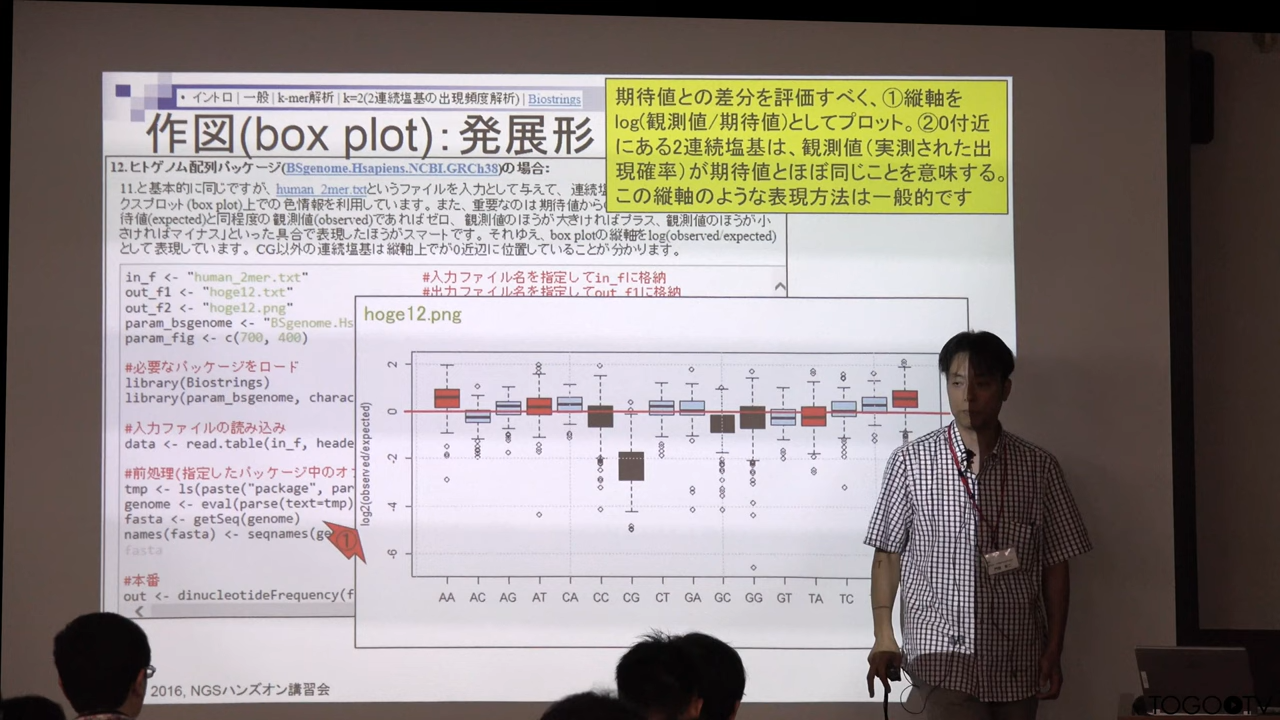 ・イントロ | 一般 | k-mer解析 | k=2(2連続塩基の出現頻度解析) | Biostrings
作図(box plot)：発展形
期待値との差分を評価すべく、①縦軸を
log(観測値/期待値)としてプロット。②0付近
にある2連続塩基は、観測値（実測された出
現確率）が期待値とほぼ同じことを意味する。
この縦軸のような表現方法は一般的です
12. ヒトゲノム配列パッケージ(BSgenome.Hsapiens.NCBI.GRCh38)の場合:
11.と基本的に同じですが、human_2mer.txtというファイルを入力として与えて、連続塩
クスプロット(box plot)上での色情報を利用しています。また、重要なのは期待値から
待値(expected)と同程度の観測値(observed)であればゼロ、観測値のほうが大きければプラス、観測値のほうが小
さければマイナス」といった具合で表現したほうがスマートです。それゆえ、box plotの縦軸をlog(observed/expected)
として表現しています。CG以外の連続塩基は縦軸上でが0近辺に位置していることが分かります。
in_f <- "human_2mer.txt" #入力ファイル名を指定してin_fに格納
out_f1 <- "hoge12.txt" #出力ファイル名を指定してout_f1に格納
out_f2 <- "hoge12.png"
param_bsgenome <- "BSgenome.Hs
param_fig <- c(700, 400)
#必要なパッケージをロード
library(Biostrings)
library(param_bsgenome, charac
#入力ファイルの読み込み
data <- read.table(in_f, heade
#前処理(指定したパッケージ中のオブ
tmp <- ls(paste("package", par
genome <- eval(parse(text=tmp)
fasta <- getSeq(genome)
names(fasta) <- seqnames(ge
fasta
#本番
out <- dinucleotideFrequency(f
hoge12.png
log2(observed/expected)
2
0
-2
-4
-6
AA AC AG AT CA CC CG CT GA GC GG GT TA TC
①
2016, NGSハンズオン講習会
TOGOTV